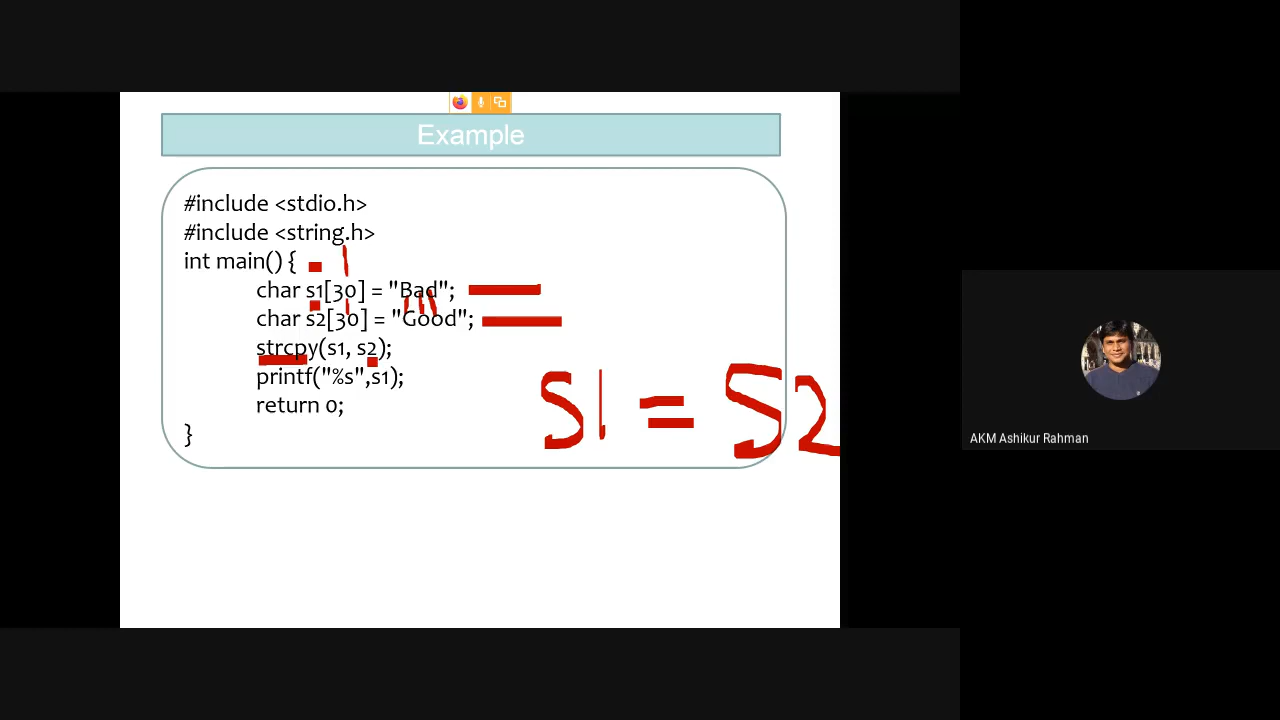 Example
#include <stdio.h>
#include <string.h>
int main() {
char s1[30] = "Bad";
char s2[30] = "Good";
strcpy(s1, s2);
printf("%s",s1);
return 0;
}
S1 = S2
AKM Ashikur Rahman